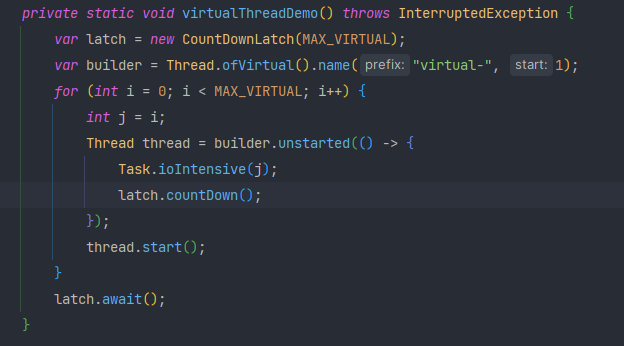 private static void virtualThreadDemo() throws InterruptedException {
    var latch = new CountDownLatch(MAX_VIRTUAL);
    var builder = Thread.ofVirtual().name( prefix: "virtual-", start: 1);
    for (int i = 0; i < MAX_VIRTUAL; i++) {
        int j = i;
        Thread thread = builder.unstarted(() -> {
            Task.ioIntensive(j);
            latch.countDown();
        });
        thread.start();
    }
    latch.await();
}